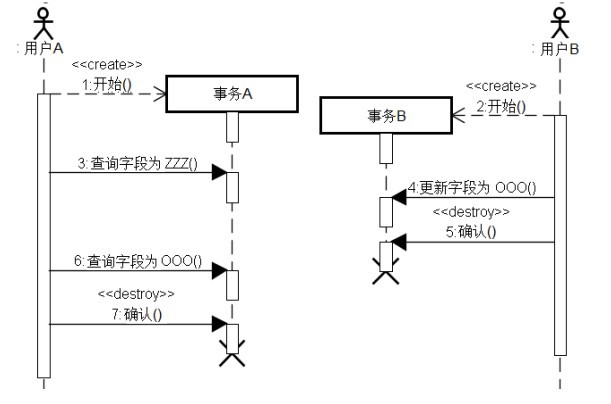 : 用户A
: 用户B
<<create>>
1:开始()
事务A
<<create>>
2:开始()
事务B
3:查询字段为 ZZZ()
4:更新字段为 OOO()
<<destroy>>
5:确认()
6:查询字段为 OOO()
<<destroy>>
7:确认()